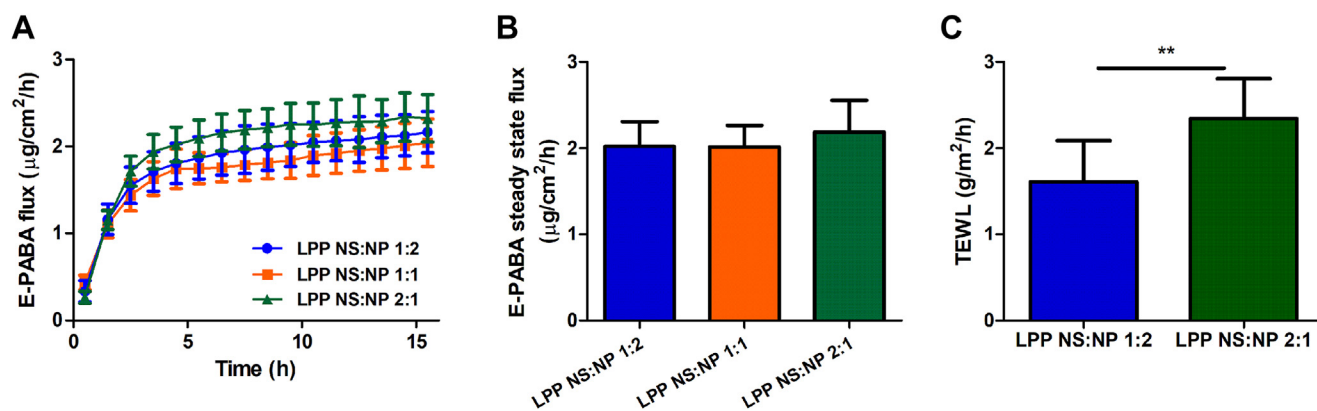 A
E-PABA flux (μg/cm²/h)
3
2
1
0
0
5
10
15
Time (h)
LPP NS:NP 1:2
LPP NS:NP 1:1
LPP NS:NP 2:1
B
E-PABA steady state flux
(μg/cm²/h)
3
2
1
0
LPP NS:NP 1:2
LPP NS:NP 1:1
LPP NS:NP 2:1
C
**
TEWL (g/m²/h)
3
2
1
0
LPP NS:NP 1:2
LPP NS:NP 2:1